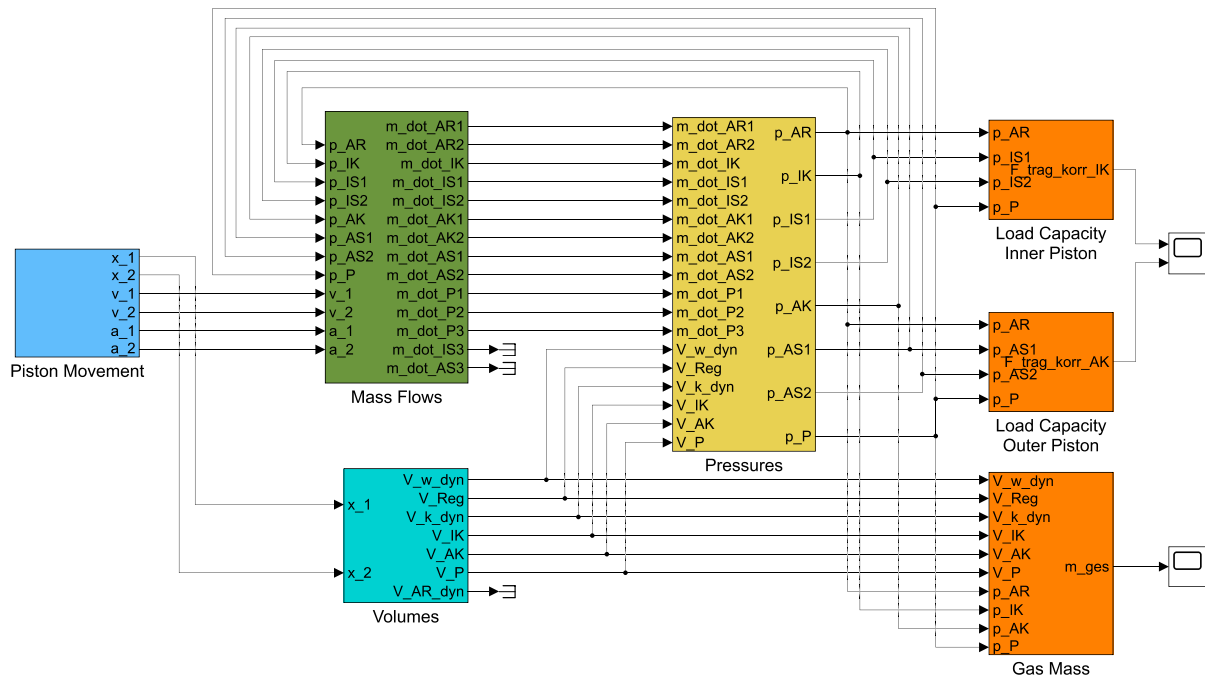 x_1
x_2
v_1
v_2
a_1
a_2
Piston Movement
p_AR
p_IK
p_IS1
p_IS2
p_AK
p_AS1
p_AS2
p_P
v_1
v_2
a_1
a_2
m_dot_AR1
m_dot_AR2
m_dot_IK
m_dot_IS1
m_dot_IS2
m_dot_AK1
m_dot_AK2
m_dot_AS1
m_dot_AS2
m_dot_P1
m_dot_P2
m_dot_P3
m_dot_IS3
m_dot_AS3
Mass Flows
x_1
x_2
V_w_dyn
V_Reg
V_k_dyn
V_IK
V_AK
V_P
V_AR_dyn
Volumes
m_dot_AR1
m_dot_AR2
m_dot_IK
m_dot_IS1
m_dot_IS2
m_dot_AK1
m_dot_AK2
m_dot_AS1
m_dot_AS2
m_dot_P1
m_dot_P2
m_dot_P3
V_w_dyn
V_Reg
V_k_dyn
V_IK
V_AK
V_P
p_AR
p_IK
p_IS1
p_IS2
p_AK
p_AS1
p_AS2
p_P
Pressures
p_AR
p_IS1
p_IS2
p_P
F_trag_korr_IK
Load Capacity
Inner Piston
p_AR
p_AS1
p_AS2
p_P
F_trag_korr_AK
Load Capacity
Outer Piston
V_w_dyn
V_Reg
V_k_dyn
V_IK
V_AK
V_P
p_AR
p_IK
p_AK
p_P
m_ges
Gas Mass